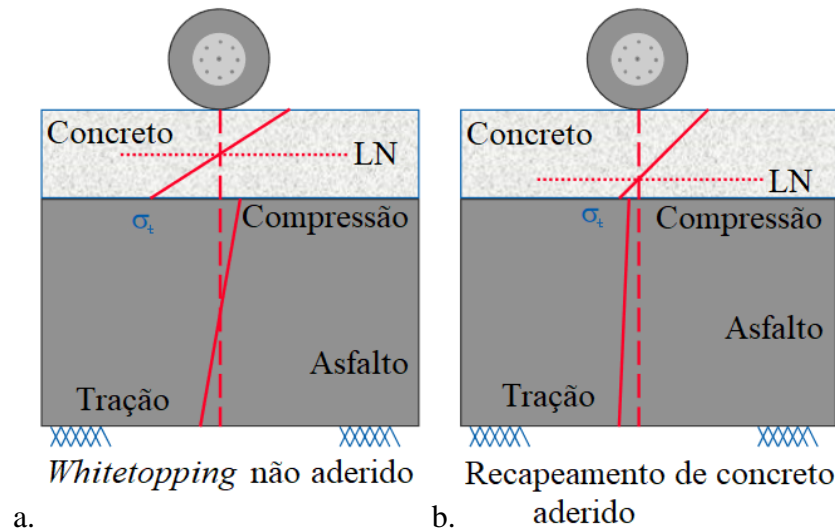 Concreto
LN
σt
Compressão
Asfalto
Tração
Whitetopping não aderido
a.
Concreto
LN
σt
Compressão
Asfalto
Tração
Recapeamento de concreto
aderido
b.